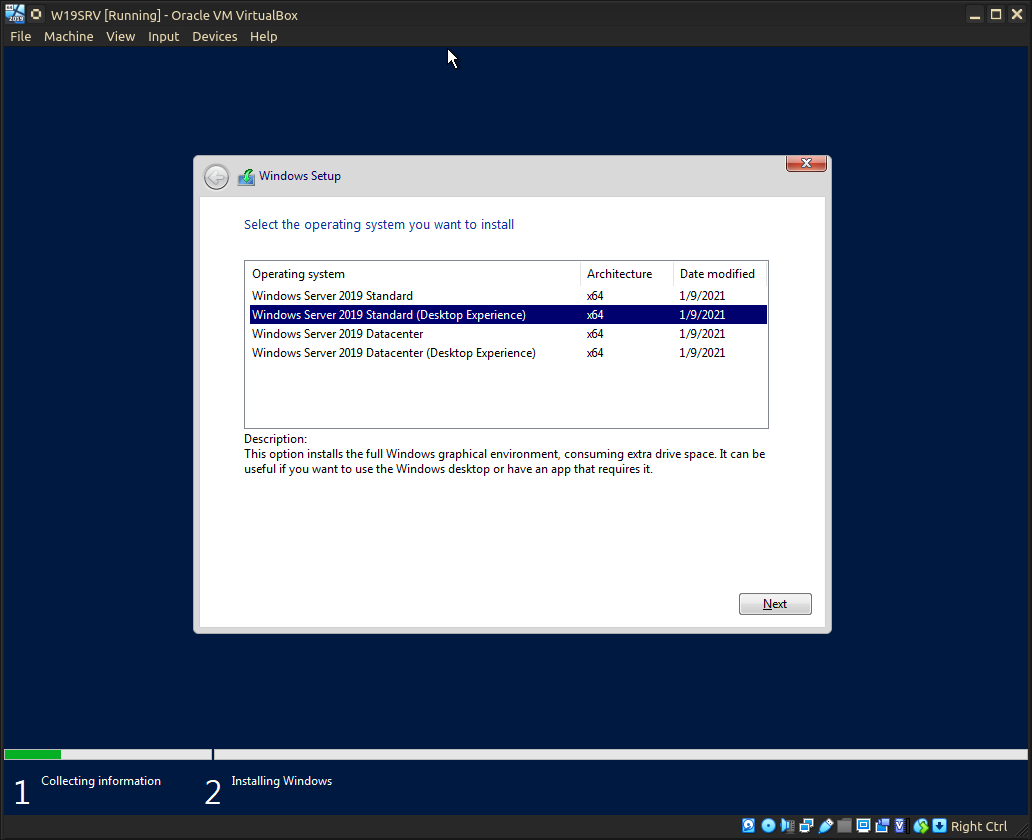 W19SRV [Running] - Oracle VM VirtualBox
File Machine View Input Devices Help
Windows Setup
Select the operating system you want to install
Operating system Architecture Date modified
Windows Server 2019 Standard x64 1/9/2021
Windows Server 2019 Standard (Desktop Experience) x64 1/9/2021
Windows Server 2019 Datacenter x64 1/9/2021
Windows Server 2019 Datacenter (Desktop Experience) x64 1/9/2021
Description:
This option installs the full Windows graphical environment, consuming extra drive space. It can be
useful if you want to use the Windows desktop or have an app that requires it.
Next
1 Collecting information 2 Installing Windows
Right Ctrl